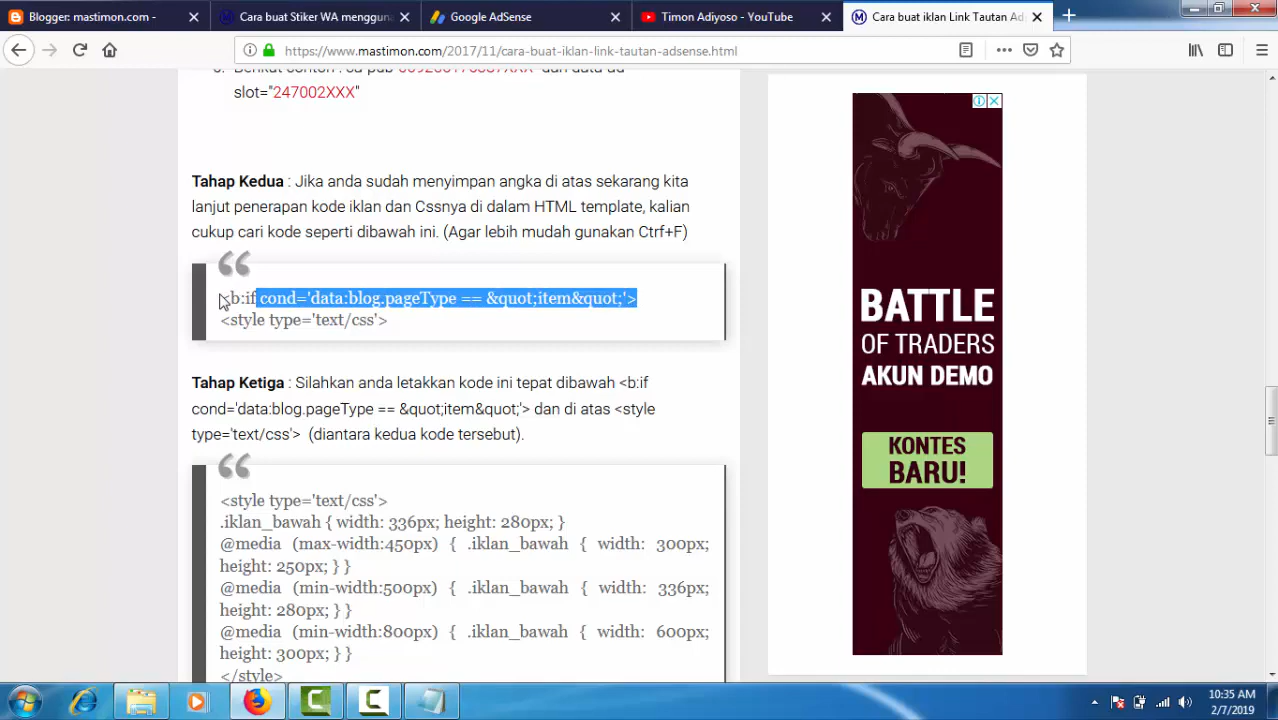 Blogger: mastimon.com -
Cara buat Stiker WA mengguna
Google AdSense
Timon Adiyoso - YouTube
Cara buat iklan Link Tautan Ad
https://www.mastimon.com/2017/11/cara-buat-iklan-link-tautan-adsense.html
slot="247002XXX"
Tahap Kedua : Jika anda sudah menyimpan angka di atas sekarang kita
lanjut penerapan kode iklan dan Cssnya di dalam HTML template, kalian
cukup cari kode seperti dibawah ini. (Agar lebih mudah gunakan Ctrf+F)
<b:if cond='data:blog.pageType == &quot;item&quot;'>
<style type='text/css'>
Tahap Ketiga : Silahkan anda letakkan kode ini tepat dibawah <b:if
cond='data:blog.pageType == &quot;item&quot;'> dan di atas <style
type='text/css'> (diantara kedua kode tersebut).
<style type='text/css'>
.iklan_bawah { width: 336px; height: 280px; }
@media (max-width:450px) { .iklan_bawah { width: 300px;
height: 250px; } }
@media (min-width:500px) { .iklan_bawah { width: 336px;
height: 280px; } }
@media (min-width:800px) { .iklan_bawah { width: 600px;
height: 300px; } }
</style>
BATTLE
OF TRADERS
AKUN DEMO
KONTES
BARU!
10:35 AM
2/7/2019